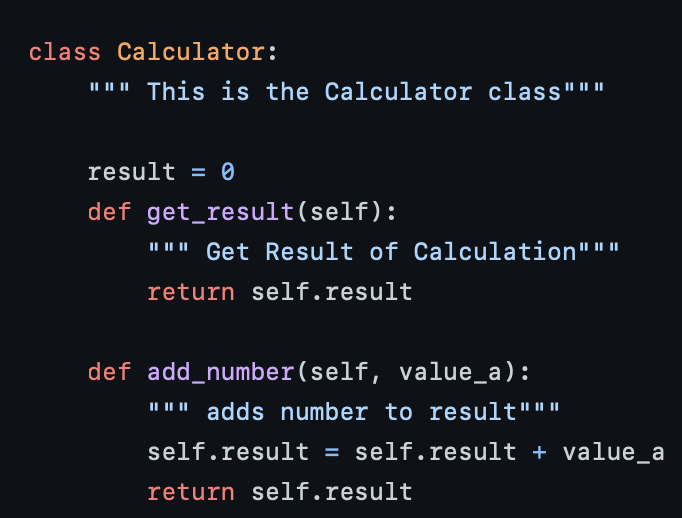 class Calculator:
    """ This is the Calculator class"""

    result = 0
    def get_result(self):
        """ Get Result of Calculation"""
        return self.result

    def add_number(self, value_a):
        """ adds number to result"""
        self.result = self.result + value_a
        return self.result